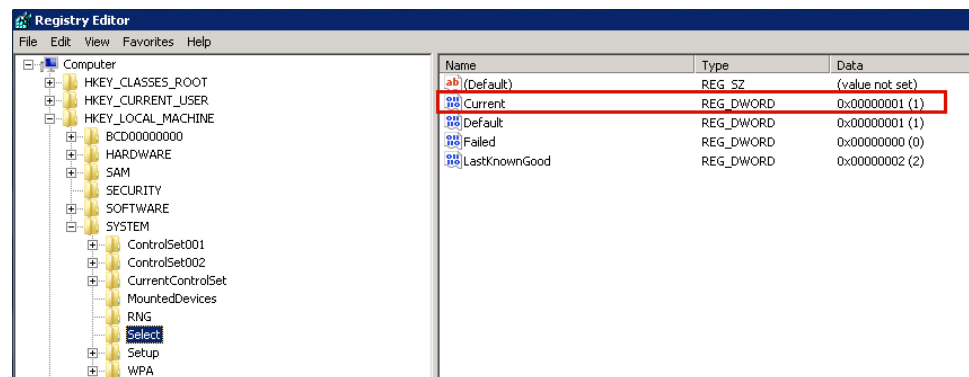 Registry Editor
File Edit View Favorites Help
Computer
HKEY_CLASSES_ROOT
HKEY_CURRENT_USER
HKEY_LOCAL_MACHINE
BCD00000000
HARDWARE
SAM
SECURITY
SOFTWARE
SYSTEM
ControlSet001
ControlSet002
CurrentControlSet
MountedDevices
RNG
Select
Setup
WPA
Name Type Data
(Default) REG_SZ (value not set)
Current REG_DWORD 0x00000001 (1)
Default REG_DWORD 0x00000001 (1)
Failed REG_DWORD 0x00000000 (0)
LastKnownGood REG_DWORD 0x00000002 (2)